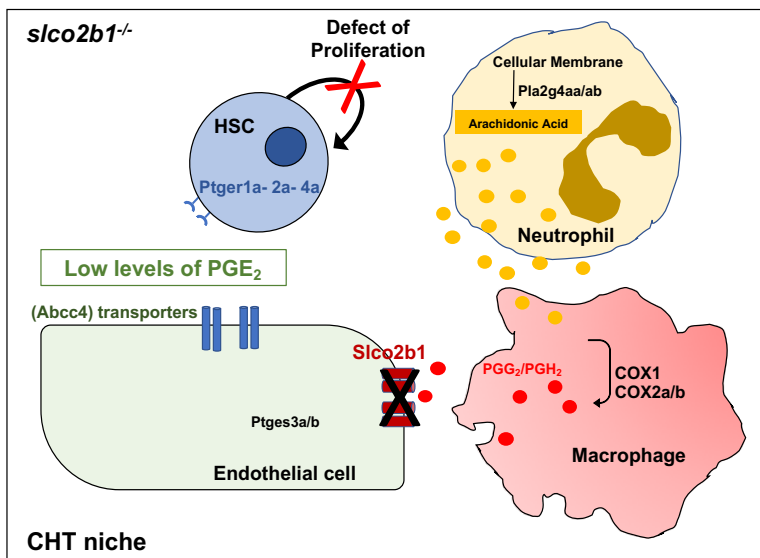 slco2b1-/-
Defect of
Proliferation
HSC
Ptger1a- 2a- 4a
Cellular Membrane
Pla2g4aa/ab
Arachidonic Acid
Neutrophil
Low levels of PGE2
(Abcc4) transporters
Slco2b1
Ptges3a/b
Endothelial cell
PGG2/PGH2
COX1
COX2a/b
Macrophage
CHT niche